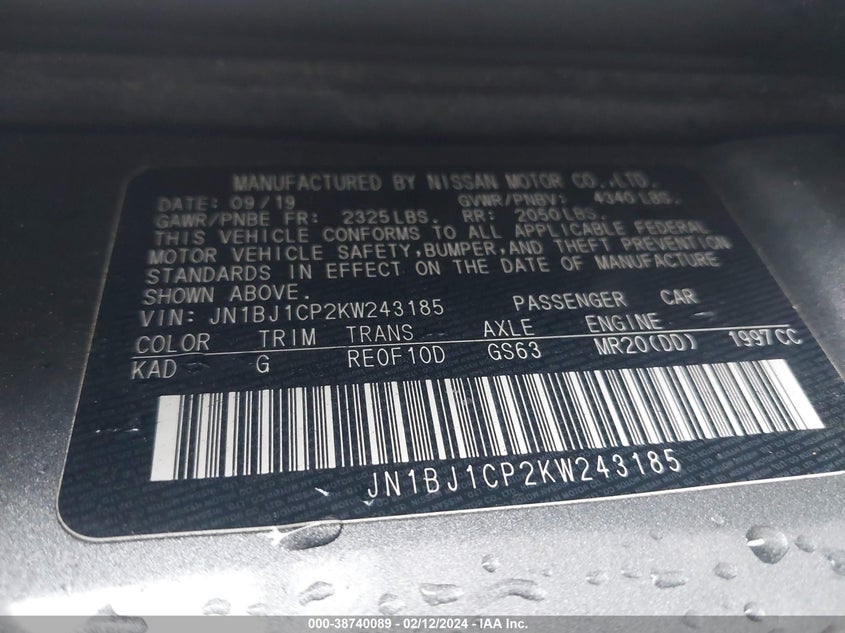 MANUFACTURED BY NISSAN MOTOR CO.,LTD.
DATE: 09/19 GVWR/PNBV: 4340 LBS.
GAWR/PNBE FR: 2325LBS. RR: 2050LBS.
THIS VEHICLE CONFORMS TO ALL APPLICABLE FEDERAL
MOTOR VEHICLE SAFETY,BUMPER,AND THEFT PREVENTION
STANDARDS IN EFFECT ON THE DATE OF MANUFACTURE
SHOWN ABOVE.
VIN: JN1BJ1CP2KW243185 PASSENGER CAR
COLOR TRIM TRANS AXLE ENGINE
KAD G RE0F10D GS63 MR20(DD) 1997CC
JN1BJ1CP2KW243185
000-38740089 - 02/12/2024 - IAA Inc.